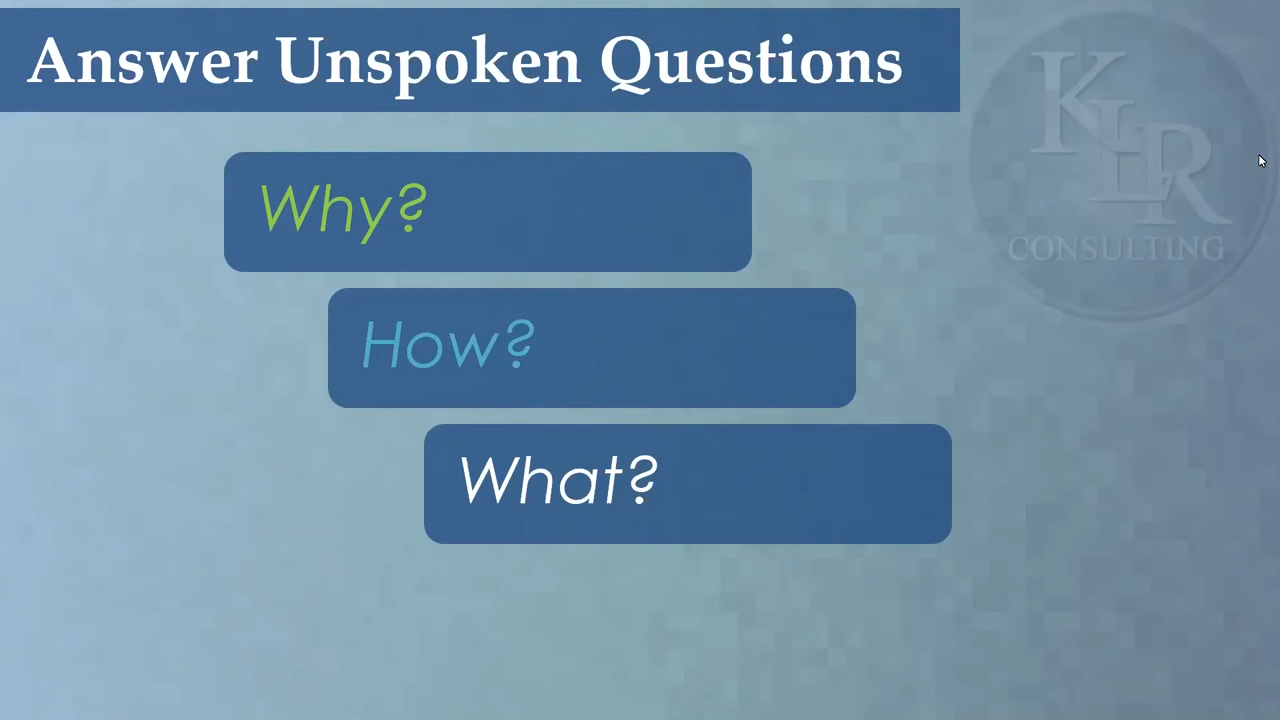 Answer Unspoken Questions
KLR
CONSULTING
Why?
How?
What?